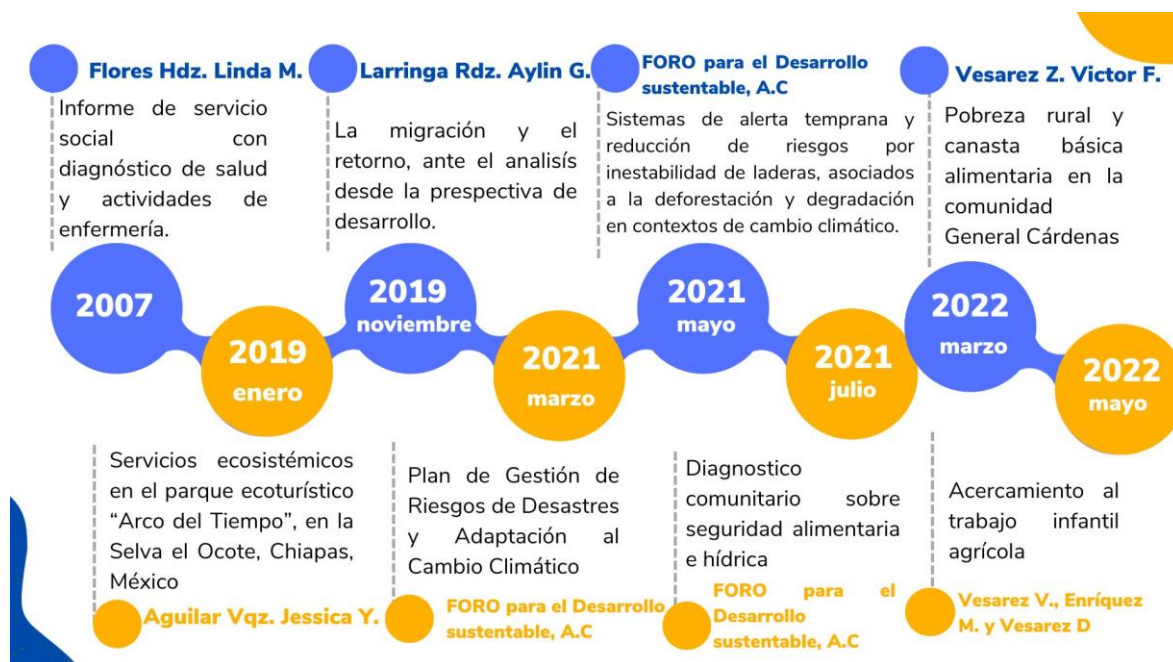 Flores Hdz. Linda M.
Informe de servicio
social con
diagnóstico de salud
y actividades de
enfermería.
Larringa Rdz. Aylin G.
La migración y el
retorno, ante el analisís
desde la prespectiva de
desarrollo.
FORO para el Desarrollo
sustentable, A.C
Sistemas de alerta temprana y
reducción de riesgos por
inestabilidad de laderas, asociados
a la deforestación y degradación
en contextos de cambio climático.
Vesarez Z. Victor F.
Pobreza rural y
canasta básica
alimentaria en la
comunidad
General Cárdenas
2007
2019
enero
2019
noviembre
2021
marzo
2021
mayo
2021
julio
2022
marzo
2022
mayo
Servicios ecosistémicos
en el parque ecoturístico
“Arco del Tiempo”, en la
Selva el Ocote, Chiapas,
México
Aguilar Vqz. Jessica Y.
Plan de Gestión de
Riesgos de Desastres
y Adaptación al
Cambio Climático
FORO para el Desarrollo
sustentable, A.C
Diagnostico
comunitario sobre
seguridad alimentaria
e hídrica
FORO para el
Desarrollo
sustentable, A.C
Acercamiento al
trabajo infantil
agrícola
Vesarez V., Enríquez
M. y Vesarez D